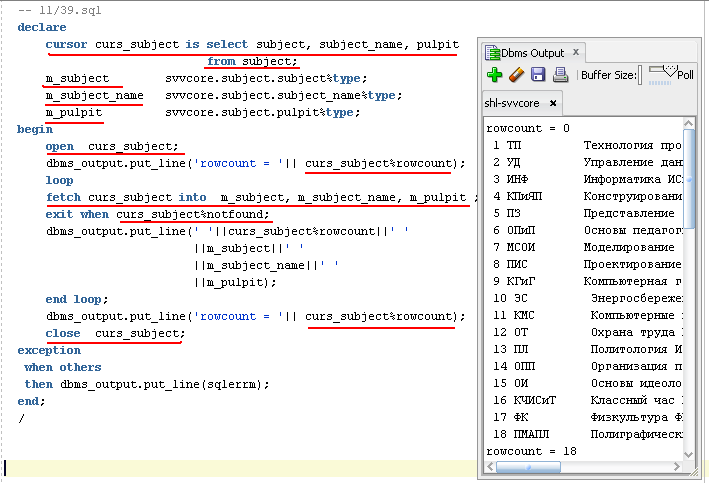 -- 11/39.sql
declare
cursor curs_subject is select subject, subject_name, pulpit
from subject;
m_subject svvcore.subject.subject%type;
m_subject_name svvcore.subject.subject_name%type;
m_pulpit svvcore.subject.pulpit%type;
begin
open curs_subject;
dbms_output.put_line('rowcount = '|| curs_subject%rowcount);
loop
fetch curs_subject into m_subject, m_subject_name, m_pulpit ;
exit when curs_subject%notfound;
dbms_output.put_line(' '||curs_subject%rowcount||' '
||m_subject||' '
||m_subject_name||' '
||m_pulpit);
end loop;
dbms_output.put_line('rowcount = '|| curs_subject%rowcount);
close curs_subject;
exception
when others
then dbms_output.put_line(sqlerrm);
end;
/
Dbms Output x
Buffer Size: Poll
shl-svvcore x
rowcount = 0
1 ТП Технология про
2 УД Управление дан
3 ИНФ Информатика ИС
4 КПиЯП Конструировани
5 ПЗ Представление
6 ОПиП Основы педагог
7 МСОИ Моделирование
8 ПИС Проектирование
9 КГиГ Компьютерная г
10 ЭС Энергосбереже
11 КМС Компьютерные
12 ОТ Охрана труда
13 ПЛ Политология И
14 ОПП Организация п
15 ОИ Основы идеоло
16 КЧИСиТ Классный час
17 ФК Физкультура Ф
18 ПМАПЛ Полиграфическ
rowcount = 18